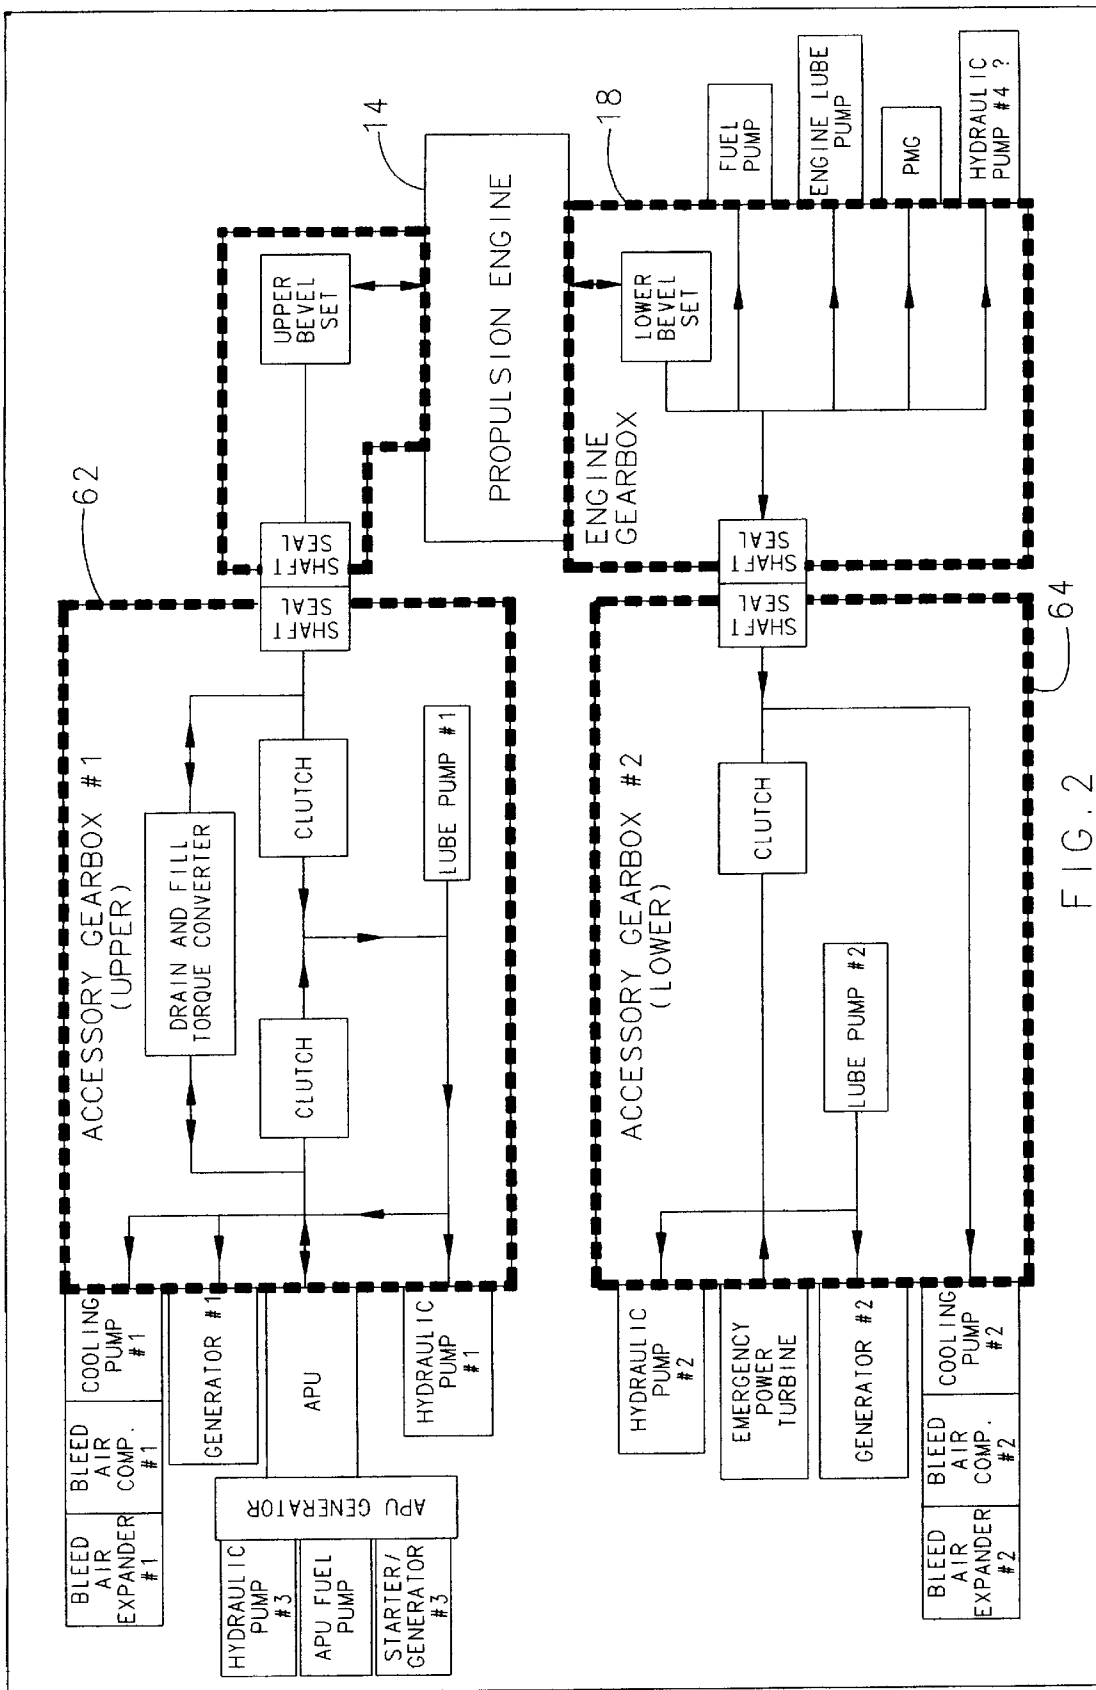 BLEED
AIR
EXPANDER
#1
BLEED
AIR
COMP.
#1
COOLING
PUMP
#1
GENERATOR #1
HYDRAULIC
PUMP
#3
APU FUEL
PUMP
STARTER/
GENERATOR
#3
APU GENERATOR
APU
HYDRAULIC
PUMP
#1
ACCESSORY GEARBOX #1
(UPPER)
62
DRAIN AND FILL
TORQUE CONVERTER
CLUTCH
CLUTCH
LUBE PUMP #1
SHAFT
SEAL
SHAFT
SEAL
UPPER
BEVEL
SET
14
PROPULSION ENGINE
HYDRAULIC
PUMP
#2
EMERGENCY
POWER
TURBINE
GENERATOR #2
BLEED
AIR
EXPANDER
#2
BLEED
AIR
COMP.
#2
COOLING
PUMP
#2
ACCESSORY GEARBOX #2
(LOWER)
LUBE PUMP #2
CLUTCH
64
SHAFT
SEAL
SHAFT
SEAL
ENGINE
GEARBOX
LOWER
BEVEL
SET
18
FUEL
PUMP
ENGINE LUBE
PUMP
PMG
HYDRAULIC
PUMP #4 ?
FIG.2